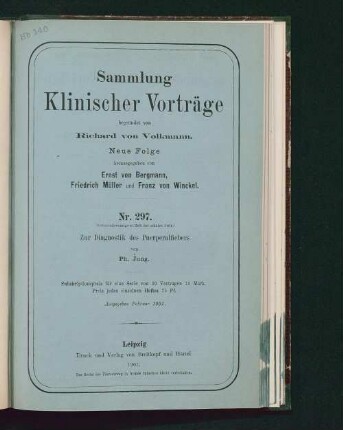 Sammlung
Klinischer Vorträge
begründet von
Richard von Volkmann.
Neue Folge
herausgegeben von
Ernst von Bergmann,
Friedrich Müller und Franz von Winckel.
Nr. 297.
Zur Diagnostik des Puerperalfiebers
von
Ph. Jung.
Subskriptionspreis für eine Serie von 30 Vorträgen 15 Mark.
Preis jedes einzelnen Heftes 75 Pf.
Ausgegeben Februar 1901.
Leipzig
Druck und Verlag von Breitkopf und Härtel
1901.